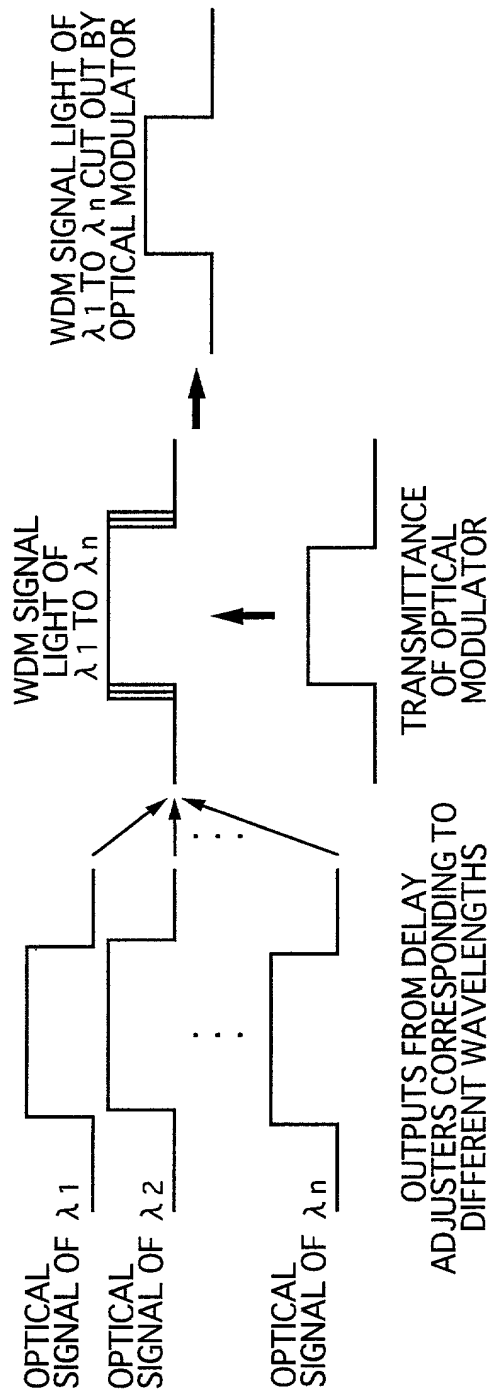 OPTICAL
SIGNAL OF λ1
OPTICAL
SIGNAL OF λ2
OPTICAL
SIGNAL OF λn
OUTPUTS FROM DELAY
ADJUSTERS CORRESPONDING TO
DIFFERENT WAVELENGTHS
WDM SIGNAL
LIGHT OF
λ1 TO λn
TRANSMITTANCE
OF OPTICAL
MODULATOR
WDM SIGNAL LIGHT OF
λ1 TO λn CUT OUT BY
OPTICAL MODULATOR